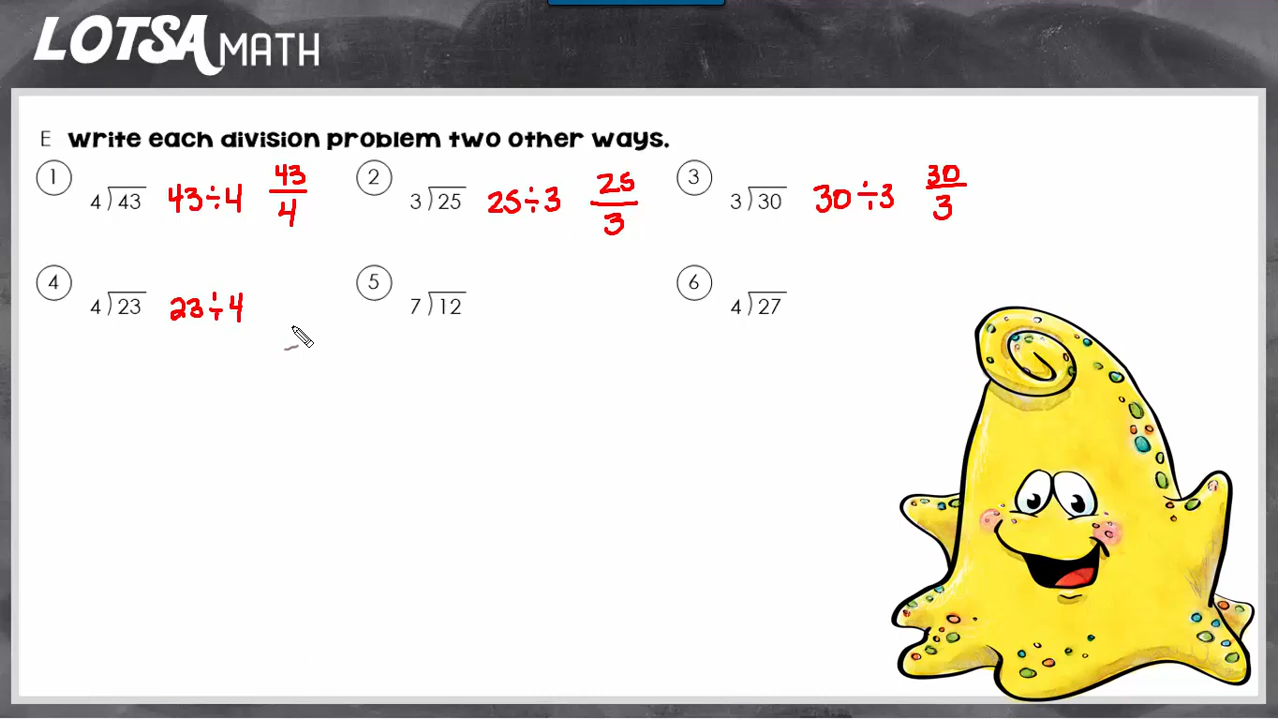 LOTSA MATH
E Write each division problem two other ways.
1 4)43 43÷4 43/4
2 3)25 25÷3 25/3
3 3)30 30÷3 30/3
4 4)23 23÷4
5 7)12
6 4)27